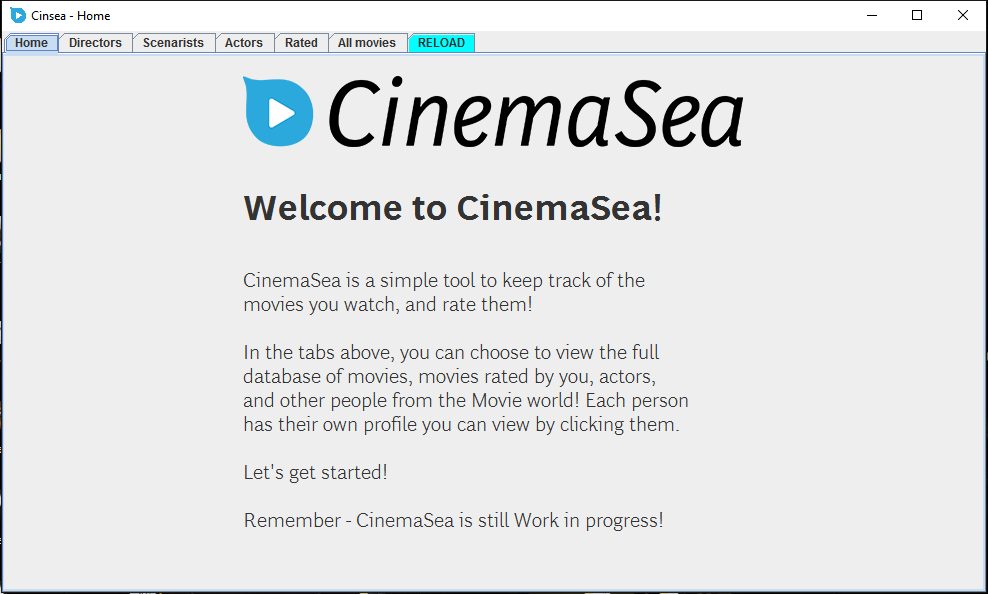 Cinsea - Home
Home Directors Scenarists Actors Rated All movies RELOAD
CinemaSea
Welcome to CinemaSea!
CinemaSea is a simple tool to keep track of the
movies you watch, and rate them!
In the tabs above, you can choose to view the full
database of movies, movies rated by you, actors,
and other people from the Movie world! Each person
has their own profile you can view by clicking them.
Let's get started!
Remember - CinemaSea is still Work in progress!